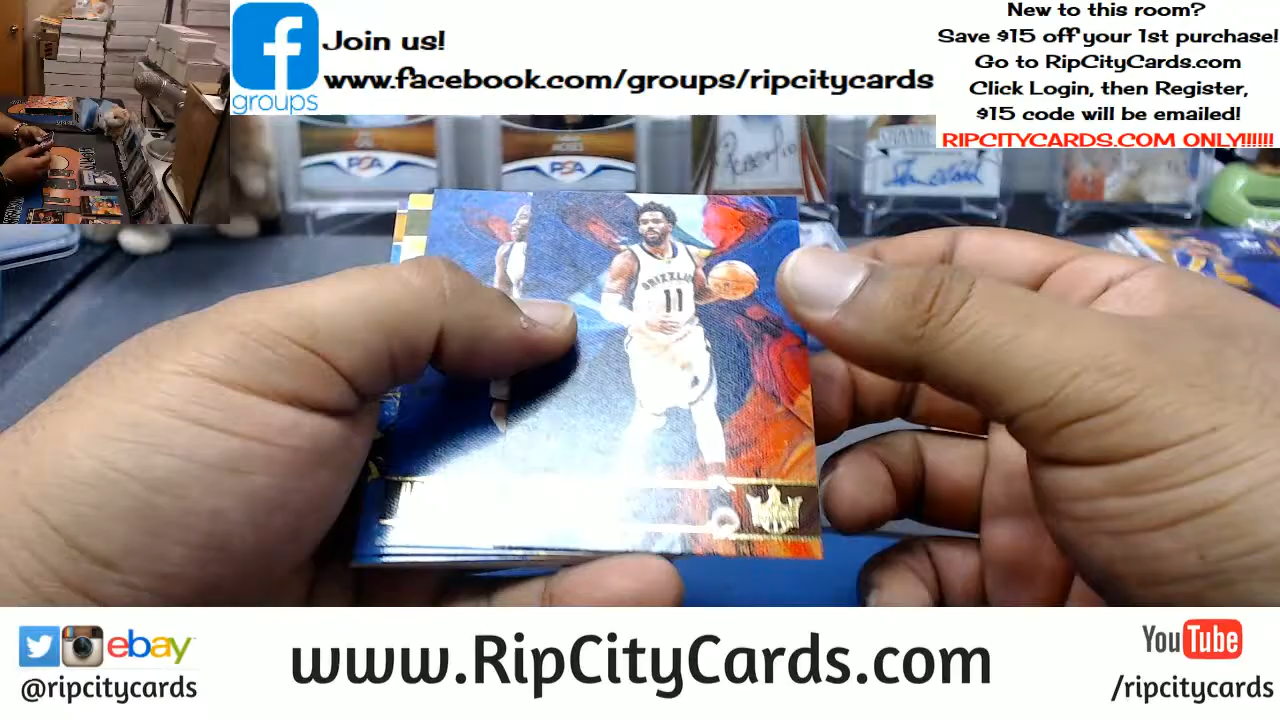 Join us!
www.facebook.com/groups/ripcitycards
groups
New to this room?
Save $15 off your 1st purchase!
Go to RipCityCards.com
Click Login, then Register,
$15 code will be emailed!
RIPCITYCARDS.COM ONLY!!!!!!
PSA
PSA
GRIZZLIES
11
ebay
@ripcitycards
www.RipCityCards.com
YouTube
/ripcitycards